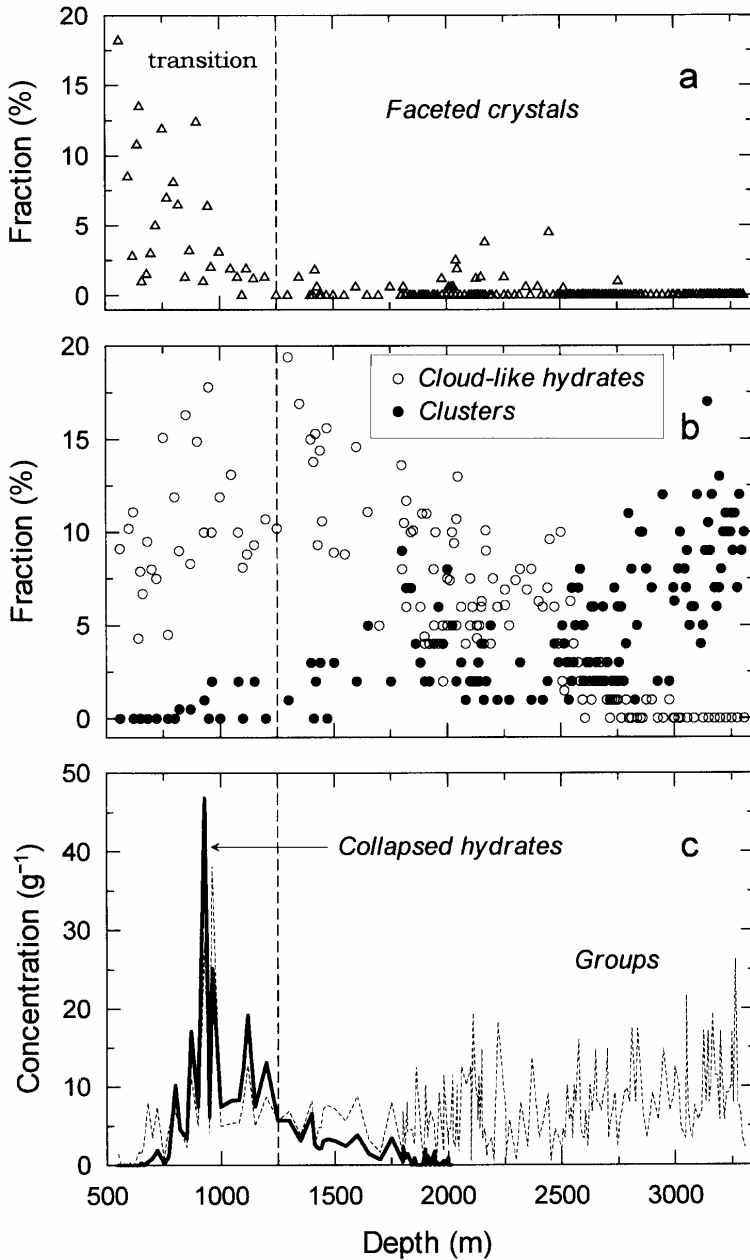 20
transition
a
15
Faceted crystals
10
5
0
Fraction (%)
20
Cloud-like hydrates
Clusters
b
15
10
5
0
Fraction (%)
50
40
Collapsed hydrates
c
30
Groups
20
10
0
Concentration (g⁻¹)
500 1000 1500 2000 2500 3000
Depth (m)